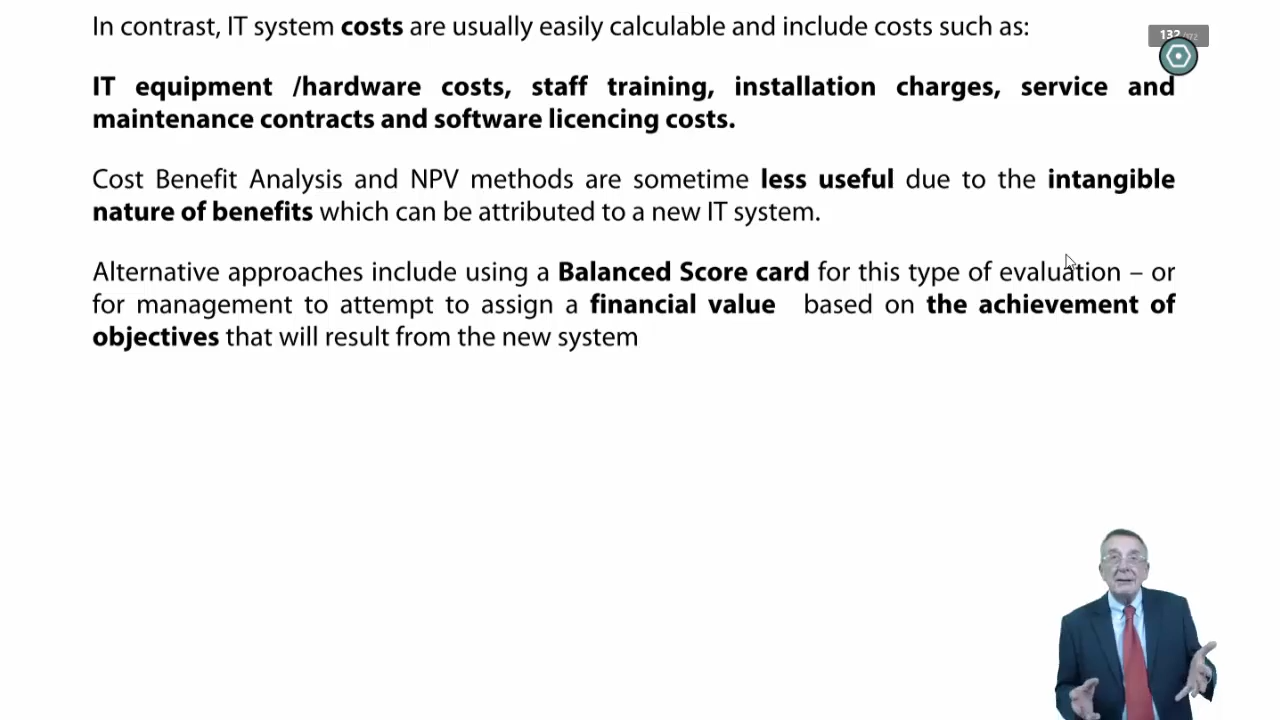 In contrast, IT system costs are usually easily calculable and include costs such as:
132 /172
IT equipment /hardware costs, staff training, installation charges, service and
maintenance contracts and software licencing costs.
Cost Benefit Analysis and NPV methods are sometime less useful due to the intangible
nature of benefits which can be attributed to a new IT system.
Alternative approaches include using a Balanced Score card for this type of evaluation – or
for management to attempt to assign a financial value based on the achievement of
objectives that will result from the new system